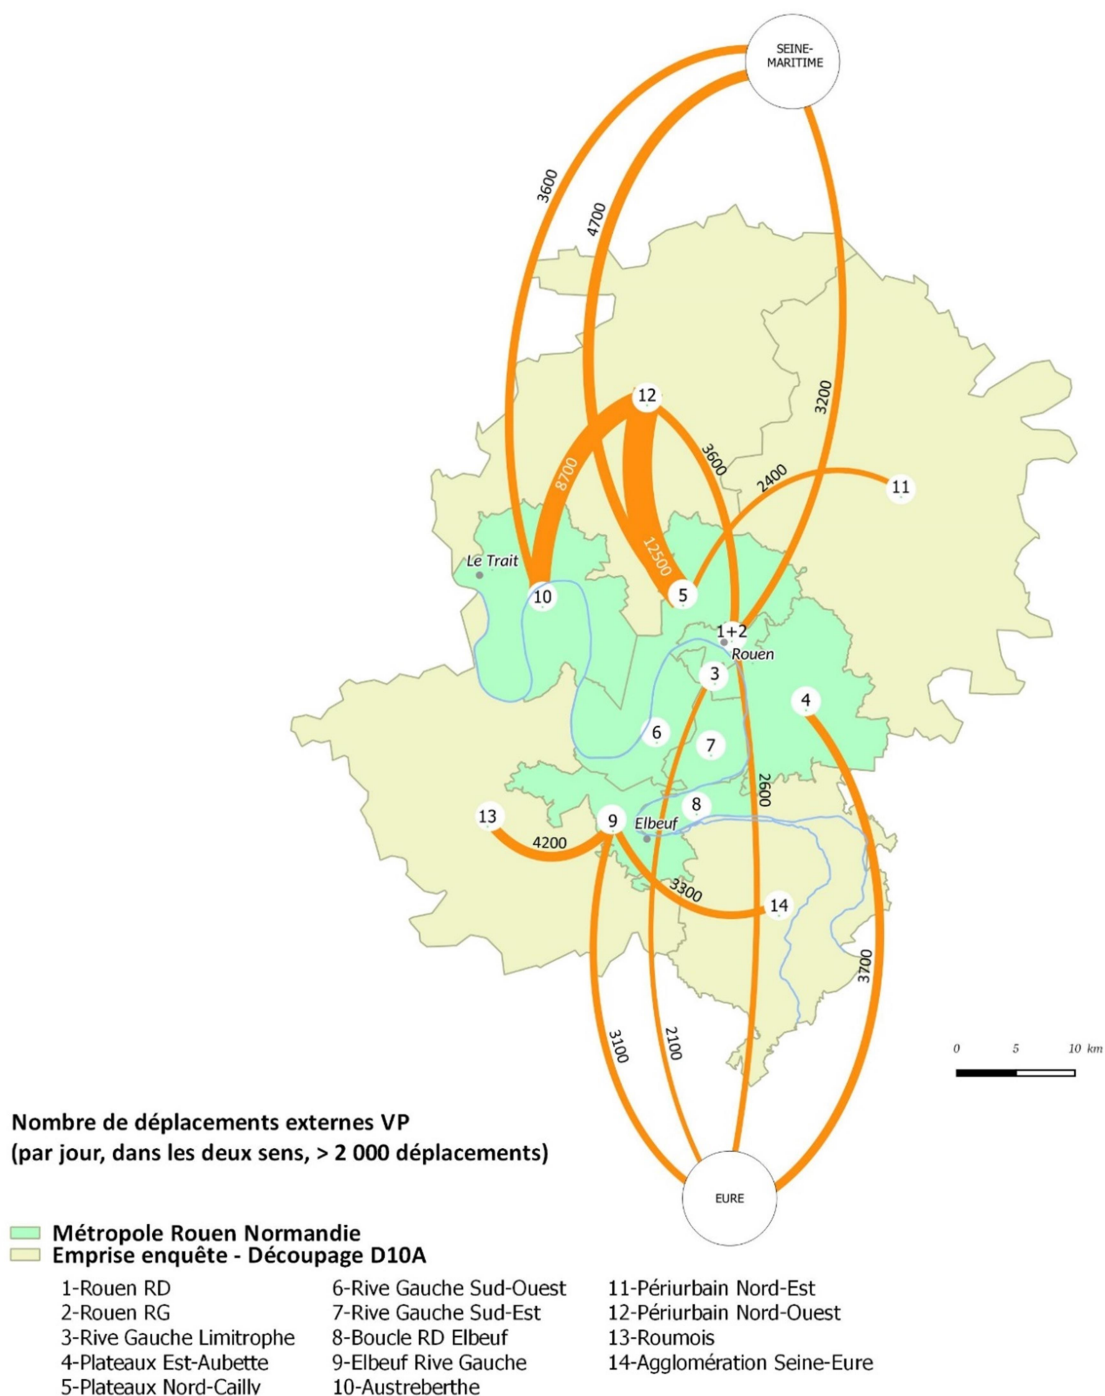 SEINE-
MARITIME
3600
4700
3200
12
8700
3600
2400
11
12500
Le Trait
10
5
1+2
Rouen
3
4
6
7
2600
8
13
9
Elbeuf
4200
3300
14
3700
3100
2100
0 5 10 km
EURE
Nombre de déplacements externes VP
(par jour, dans les deux sens, > 2 000 déplacements)
Métropole Rouen Normandie
Emprise enquête - Découpage D10A
1-Rouen RD
2-Rouen RG
3-Rive Gauche Limitrophe
4-Plateaux Est-Aubette
5-Plateaux Nord-Cailly
6-Rive Gauche Sud-Ouest
7-Rive Gauche Sud-Est
8-Boucle RD Elbeuf
9-Elbeuf Rive Gauche
10-Austreberthe
11-Périurbain Nord-Est
12-Périurbain Nord-Ouest
13-Roumois
14-Agglomération Seine-Eure